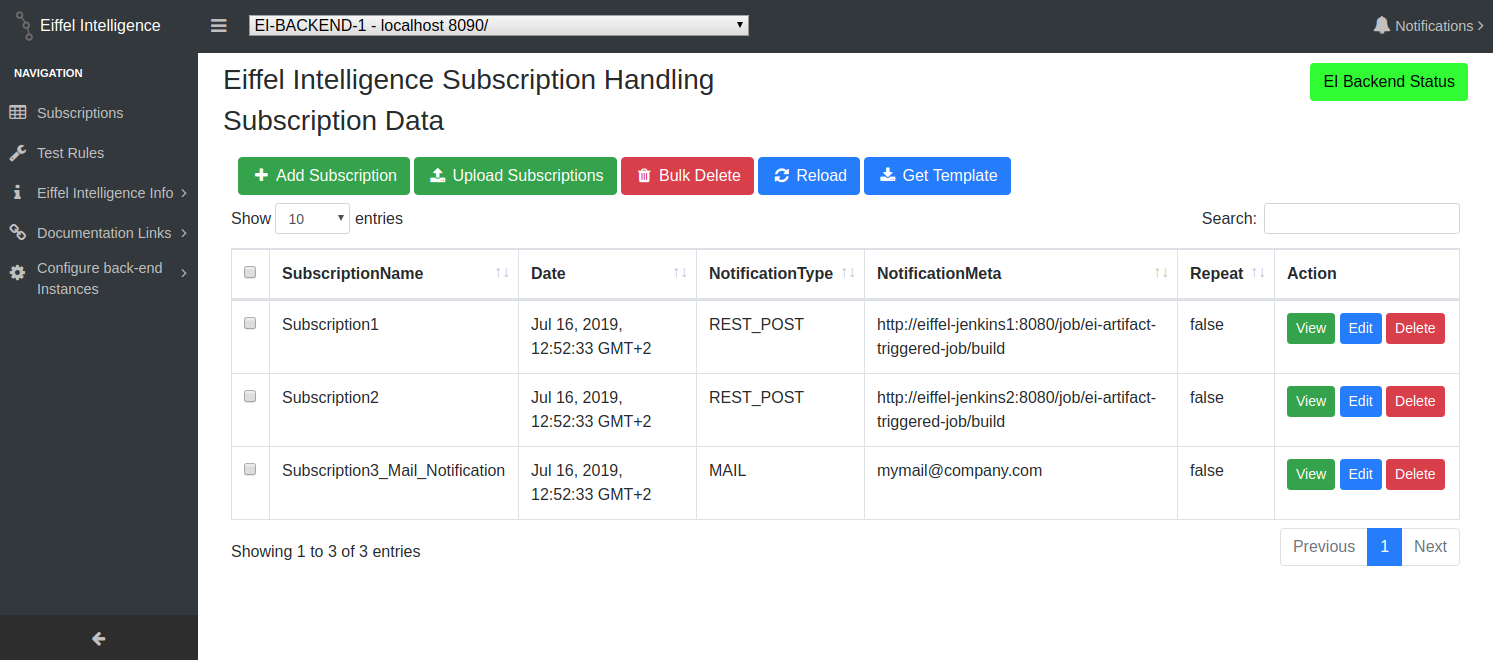 Eiffel Intelligence
EI-BACKEND-1 - localhost 8090/
Notifications
NAVIGATION
Subscriptions
Test Rules
Eiffel Intelligence Info
Documentation Links
Configure back-end
Instances
Eiffel Intelligence Subscription Handling
EI Backend Status
Subscription Data
Add Subscription Upload Subscriptions Bulk Delete Reload Get Template
Show 10 entries Search:
SubscriptionName Date NotificationType NotificationMeta Repeat Action
Subscription1 Jul 16, 2019, REST_POST http://eiffel-jenkins1:8080/job/ei-artifact- false View Edit Delete
12:52:33 GMT+2 triggered-job/build
Subscription2 Jul 16, 2019, REST_POST http://eiffel-jenkins2:8080/job/ei-artifact- false View Edit Delete
12:52:33 GMT+2 triggered-job/build
Subscription3_Mail_Notification Jul 16, 2019, MAIL mymail@company.com false View Edit Delete
12:52:33 GMT+2
Showing 1 to 3 of 3 entries Previous 1 Next